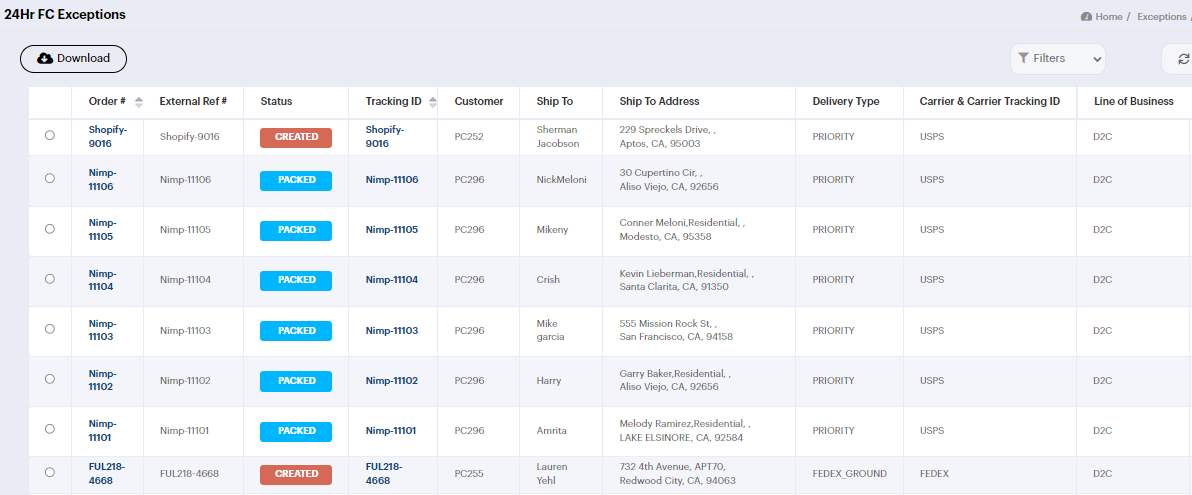 24Hr FC Exceptions
Home / Exceptions /
Download
Filters
Order # External Ref # Status Tracking ID Customer Ship To Ship To Address Delivery Type Carrier & Carrier Tracking ID Line of Business
Shopify- Shopify-9016 CREATED Shopify- PC252 Sherman 229 Spreckels Drive, , PRIORITY USPS D2C
9016 9016 Jacobson Aptos, CA, 95003
Nimp- Nimp-11106 PACKED Nimp-11106 PC296 NickMeloni 30 Cupertino Cir, , PRIORITY USPS D2C
11106 Aliso Viejo, CA, 92656
Nimp- Nimp-11105 PACKED Nimp-11105 PC296 Mikeny Conner Meloni,Residential, , PRIORITY USPS D2C
11105 Modesto, CA, 95358
Nimp- Nimp-11104 PACKED Nimp-11104 PC296 Crish Kevin Lieberman,Residential, , PRIORITY USPS D2C
11104 Santa Clarita, CA, 91350
Nimp- Nimp-11103 PACKED Nimp-11103 PC296 Mike 555 Mission Rock St, , PRIORITY USPS D2C
11103 garcia San Francisco, CA, 94158
Nimp- Nimp-11102 PACKED Nimp-11102 PC296 Harry Garry Baker,Residential, , PRIORITY USPS D2C
11102 Aliso Viejo, CA, 92656
Nimp- Nimp-11101 PACKED Nimp-11101 PC296 Amrita Melody Ramirez,Residential, , PRIORITY USPS D2C
11101 LAKE ELSINORE, CA, 92584
FUL218- FUL218-4668 CREATED FUL218- PC255 Lauren 732 4th Avenue, APT70, FEDEX_GROUND FEDEX D2C
4668 4668 Yehl Redwood City, CA, 94063